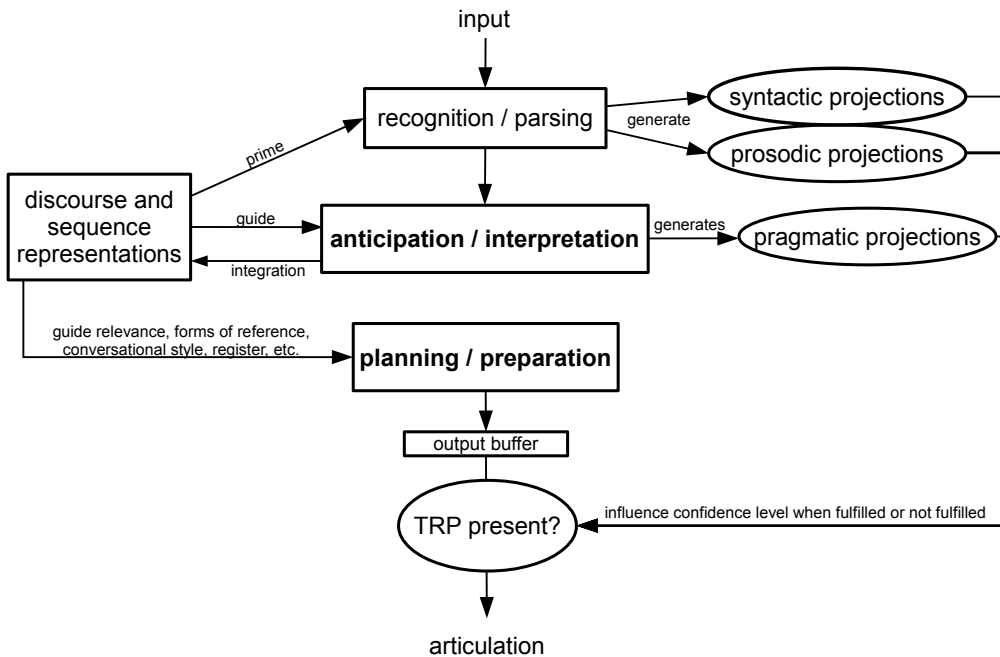 input
recognition / parsing
syntactic projections
generate
prosodic projections
prime
discourse and
sequence
representations
guide
anticipation / interpretation
generates
pragmatic projections
integration
guide relevance, forms of reference,
conversational style, register, etc.
planning / preparation
output buffer
TRP present?
influence confidence level when fulfilled or not fulfilled
articulation